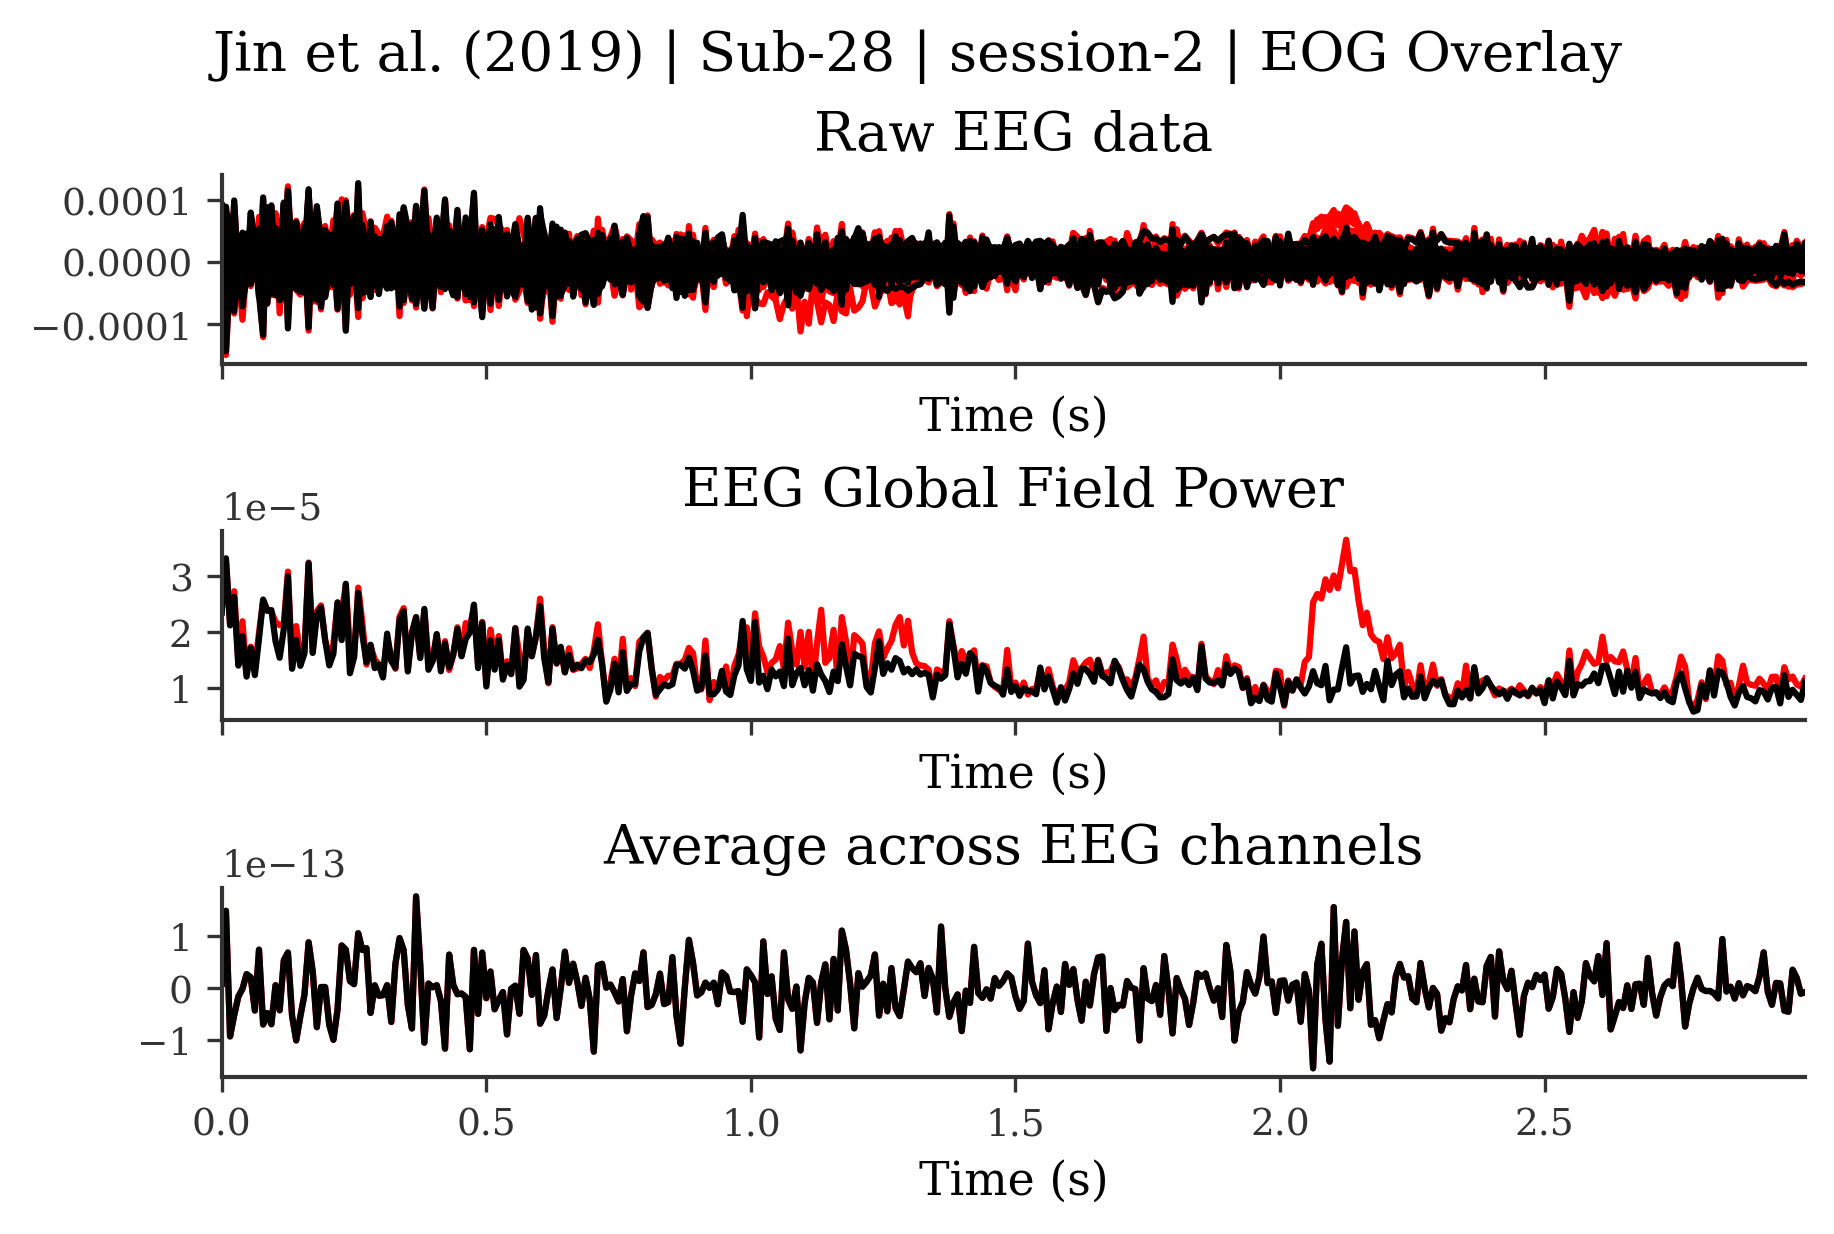 Jin et al. (2019) | Sub-28 | session-2 | EOG Overlay
Raw EEG data
0.0001
0.0000
−0.0001
Time (s)
EEG Global Field Power
1e−5
3
2
1
Time (s)
Average across EEG channels
1e−13
1
0
−1
0.0 0.5 1.0 1.5 2.0 2.5
Time (s)